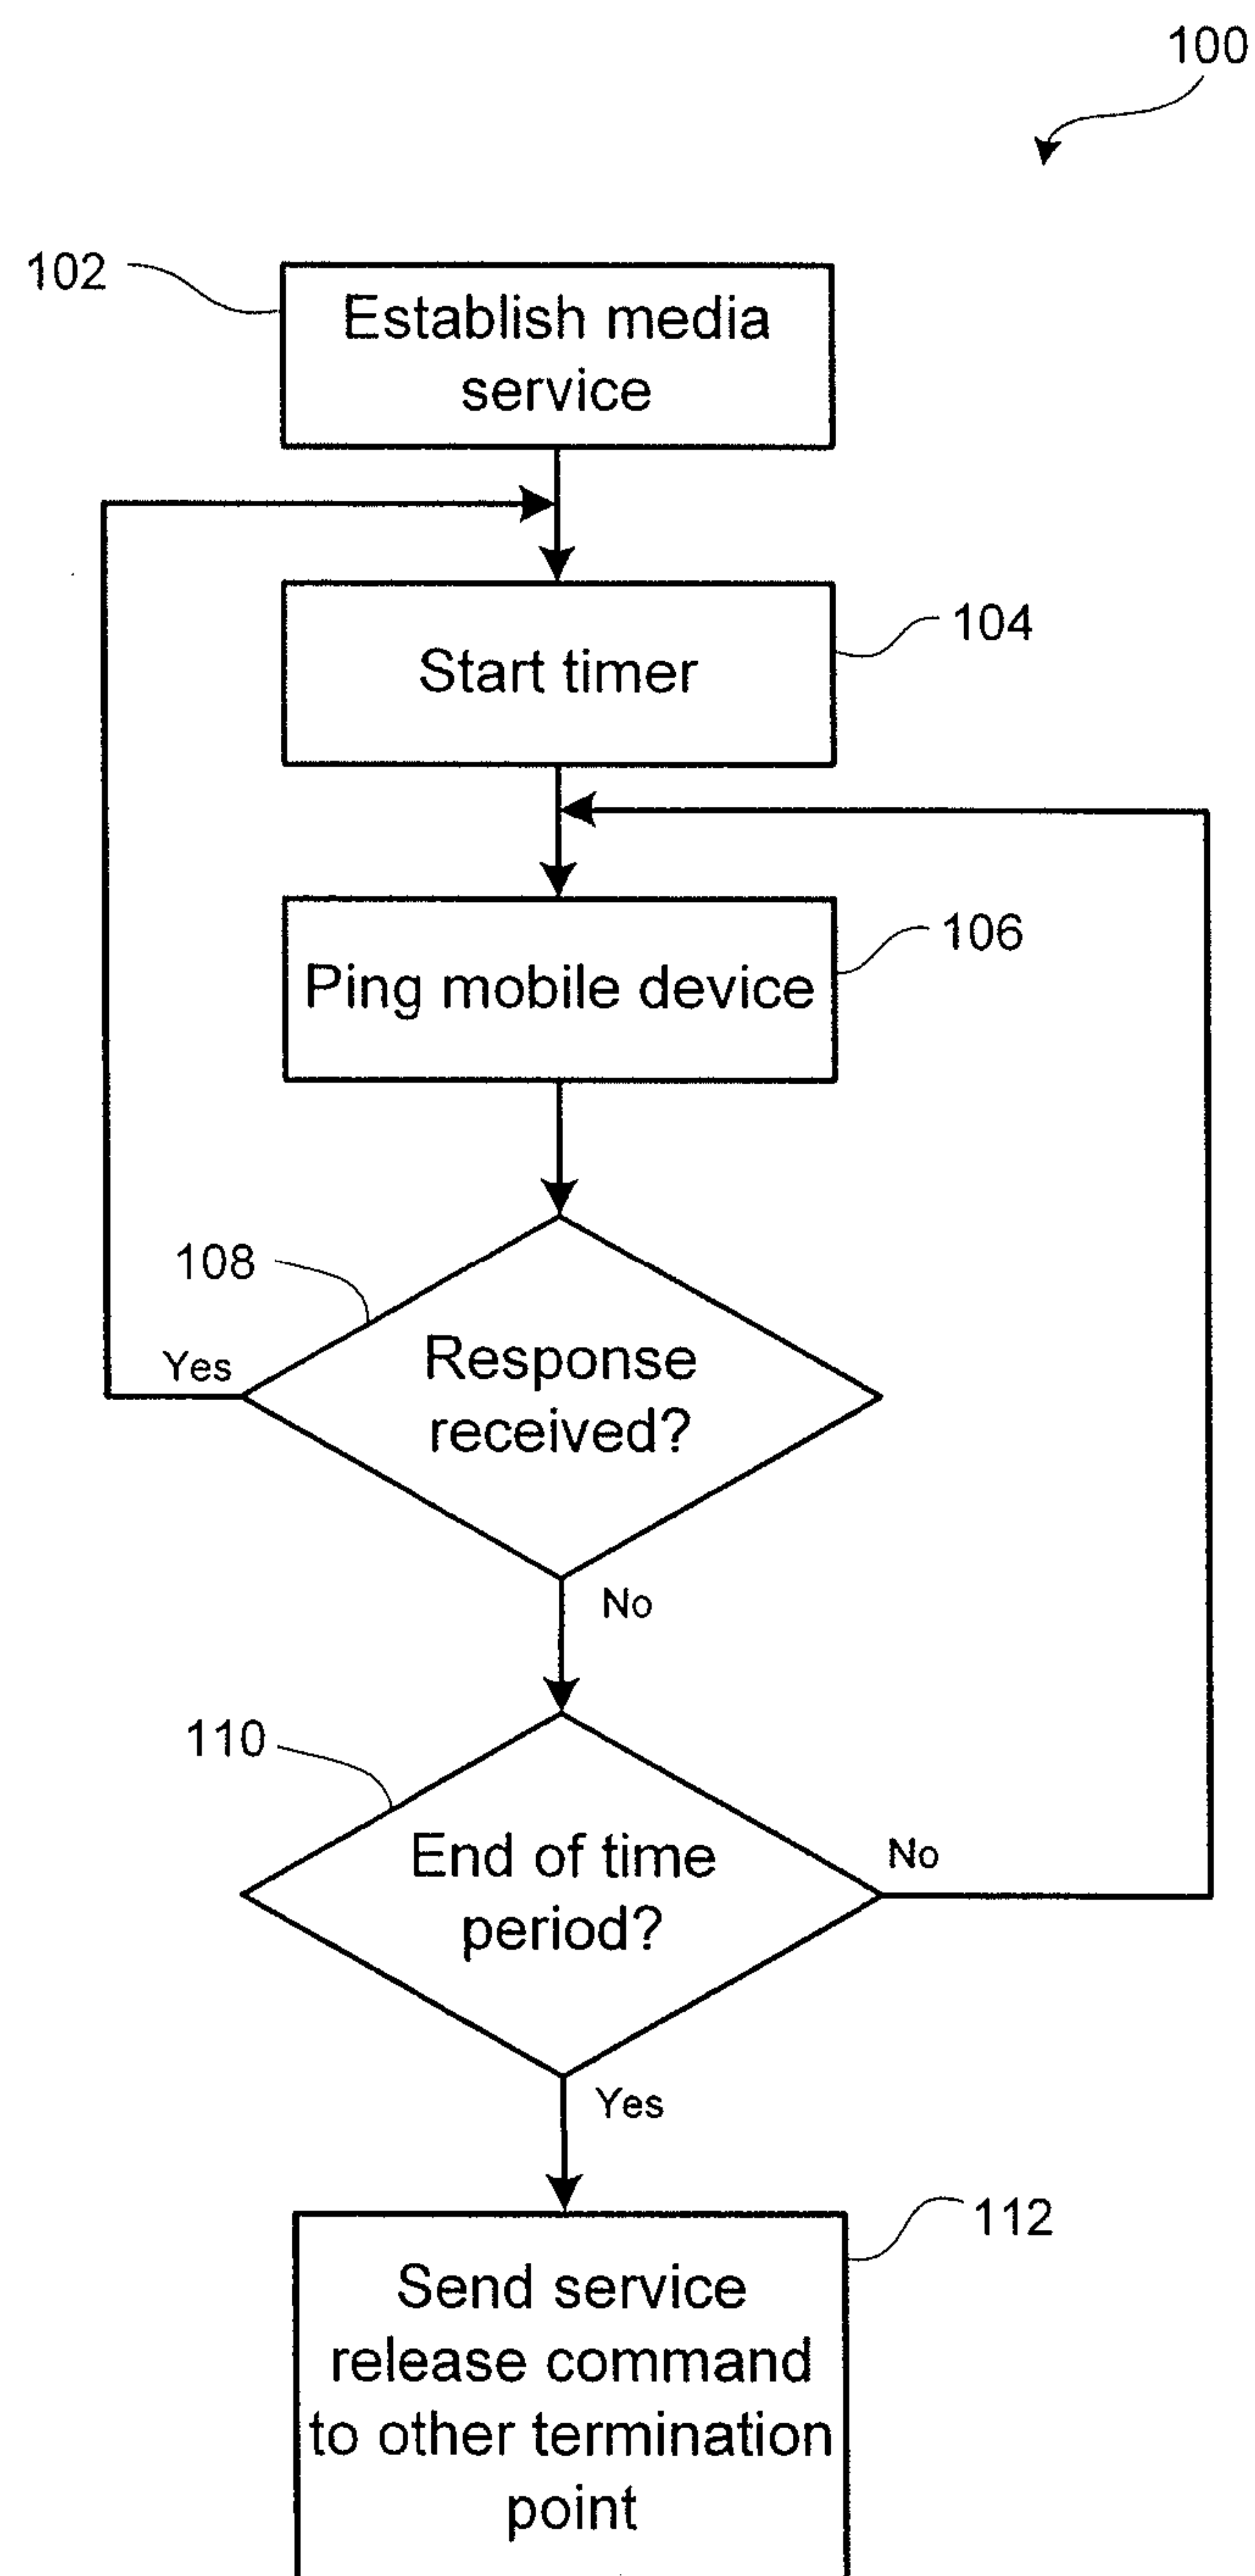 100
102
Establish media
service
104
Start timer
106
Ping mobile device
108
Yes
Response
received?
No
110
End of time
period?
No
Yes
112
Send service
release command
to other termination
point